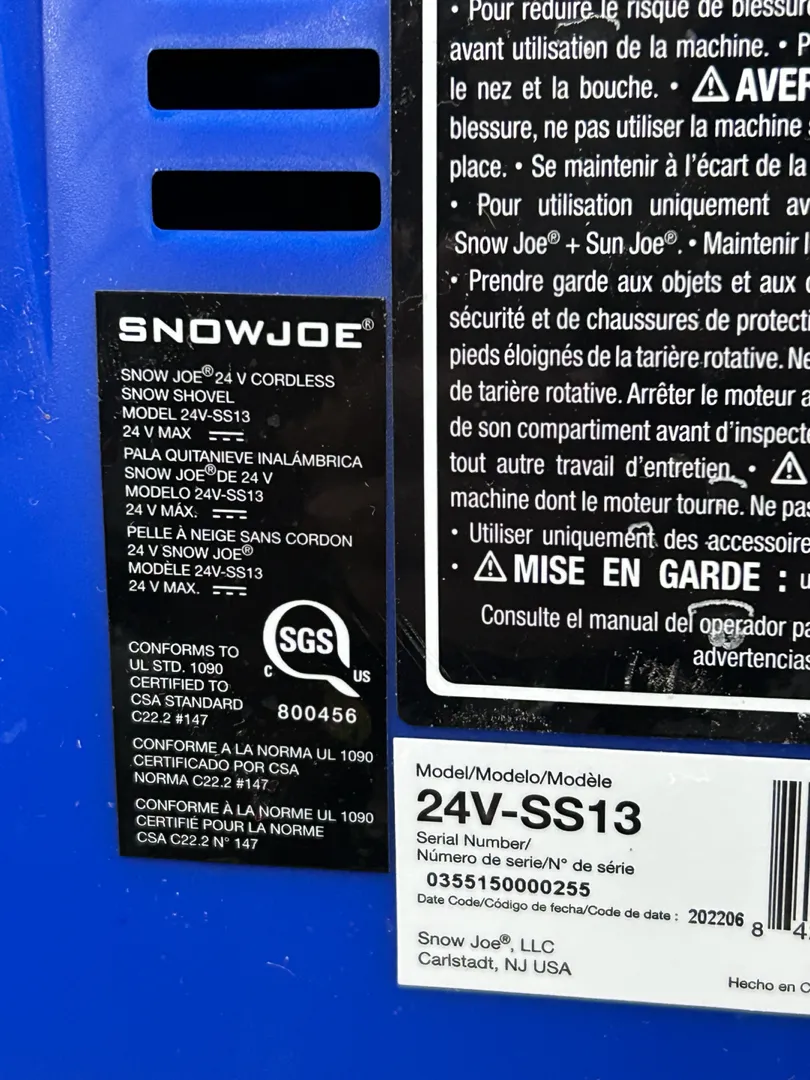 SNOWJOE®
SNOW JOE® 24 V CORDLESS
SNOW SHOVEL
MODEL 24V-SS13
24 V MAX
PALA QUITANIEVE INALÁMBRICA
SNOW JOE® DE 24 V
MODELO 24V-SS13
24 V MÁX.
PELLE À NEIGE SANS CORDON
24 V SNOW JOE®
MODÈLE 24V-SS13
24 V MAX.
SGS
C US
800456
CONFORMS TO
UL STD. 1090
CERTIFIED TO
CSA STANDARD
C22.2 #147
CONFORME A LA NORMA UL 1090
CERTIFICADO POR CSA
NORMA C22.2 #147
CONFORME À LA NORME UL 1090
CERTIFIÉ POUR LA NORME
CSA C22.2 N° 147
• Pour réduire le risque de blessur
avant utilisation de la machine. • P
le nez et la bouche. • ⚠ AVER
blessure, ne pas utiliser la machine
place. • Se maintenir à l'écart de la
• Pour utilisation uniquement av
Snow Joe® + Sun Joe®. • Maintenir l
• Prendre garde aux objets et aux
sécurité et de chaussures de protecti
pieds éloignés de la tarière rotative. Ne
de tarière rotative. Arrêter le moteur a
de son compartiment avant d'inspect
tout autre travail d'entretien. • ⚠
machine dont le moteur tourne. Ne pas
• Utiliser uniquement des accessoire
• ⚠ MISE EN GARDE : u
Consulte el manual del operador pa
advertencias
Model/Modelo/Modèle
24V-SS13
Serial Number/
Número de serie/N° de série
0355150000255
Date Code/Código de fecha/Code de date : 202206
8 4
Snow Joe®, LLC
Carlstadt, NJ USA
Hecho en C